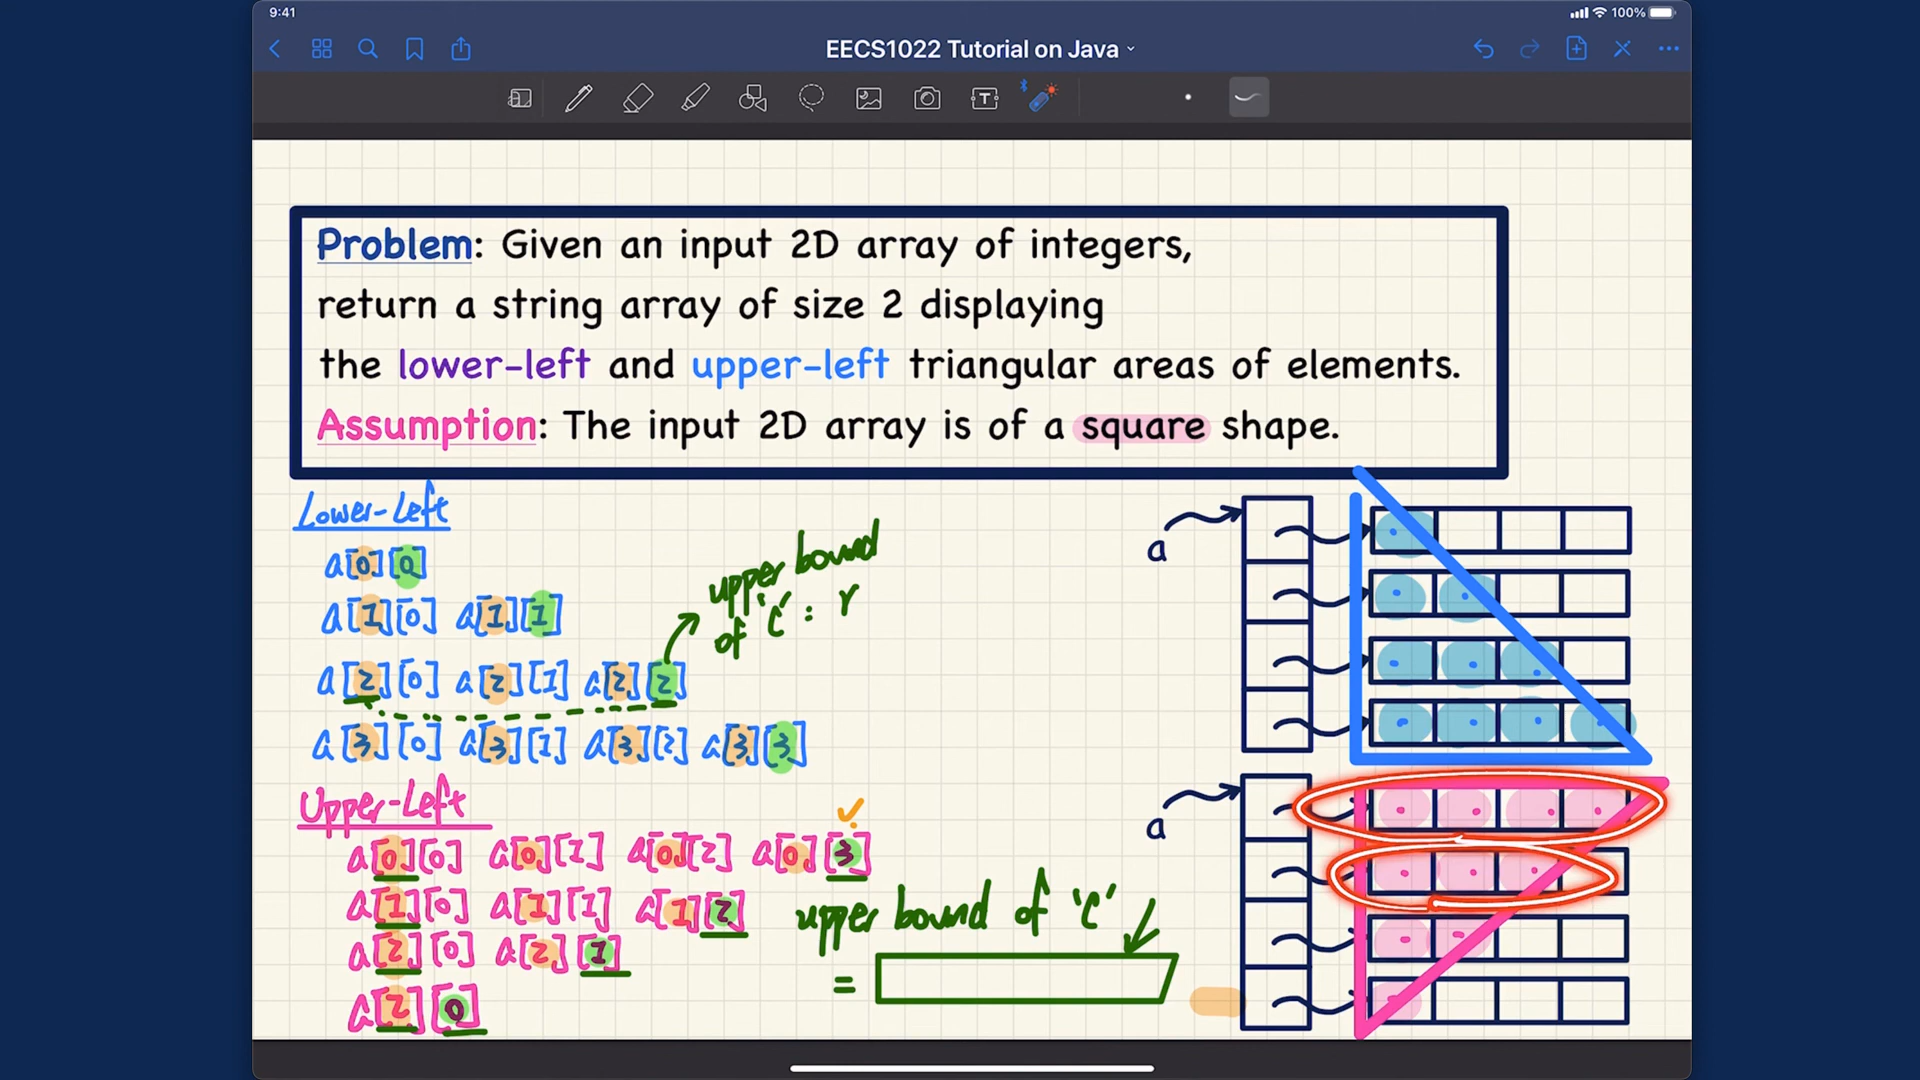 9:41
100%
EECS1022 Tutorial on Java
T
Problem: Given an input 2D array of integers,
return a string array of size 2 displaying
the lower-left and upper-left triangular areas of elements.
Assumption: The input 2D array is of a square shape.
Lower-Left
a[0][0]
a[1][0] a[1][1]
a[2][0] a[2][1] a[2][2]
a[3][0] a[3][1] a[3][2] a[3][3]
upper bound
of 'c' : r
a
Upper-Left
a[0][0] a[0][1] a[0][2] a[0][3]
a[1][0] a[1][1] a[1][2]
a[2][0] a[2][1]
a[2][0]
upper bound of 'c'
=
a